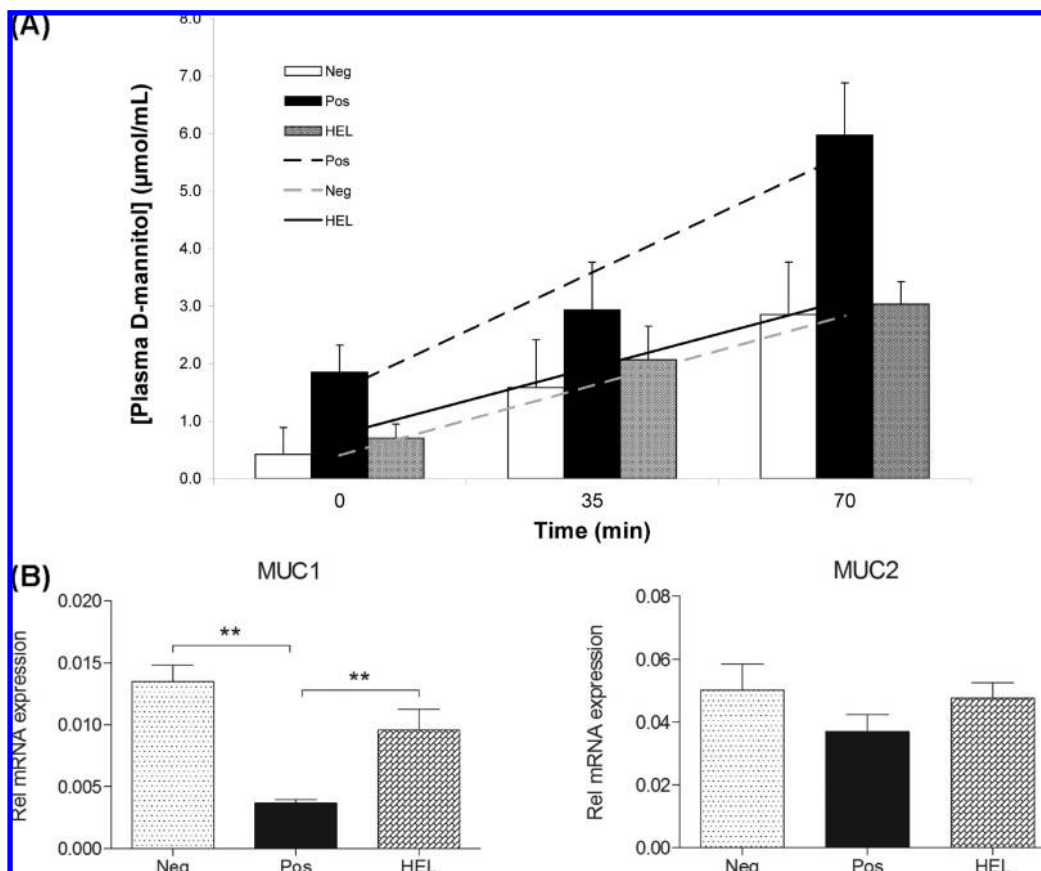 (A)
8.0
7.0
6.0
5.0
4.0
3.0
2.0
1.0
0.0
[Plasma D-mannitol] (µmol/mL)
Neg
Pos
HEL
Pos
Neg
HEL
0 35 70
Time (min)
(B)
MUC1
0.020
0.015
0.010
0.005
0.000
Rel mRNA expression
**
**
Neg Pos HEL
MUC2
0.08
0.06
0.04
0.02
0.00
Rel mRNA expression
Neg Pos HEL